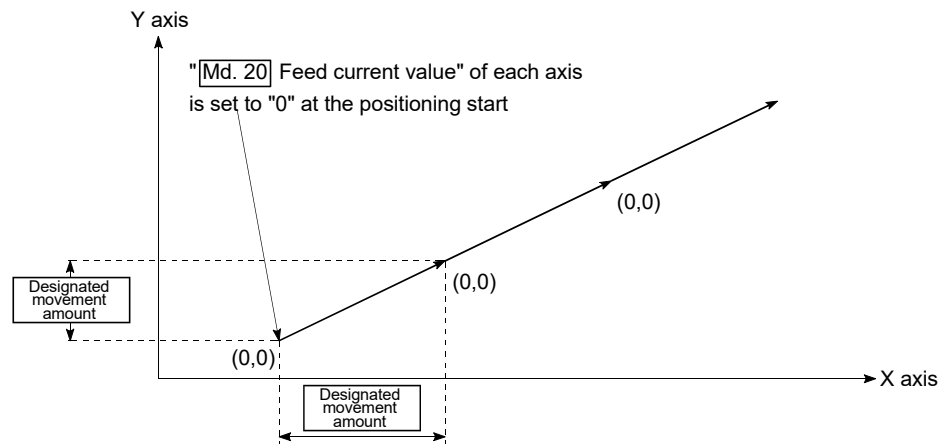 Y axis
"Md. 20 Feed current value" of each axis
is set to "0" at the positioning start
(0,0)
(0,0)
Designated
movement
amount
(0,0)
X axis
Designated
movement
amount